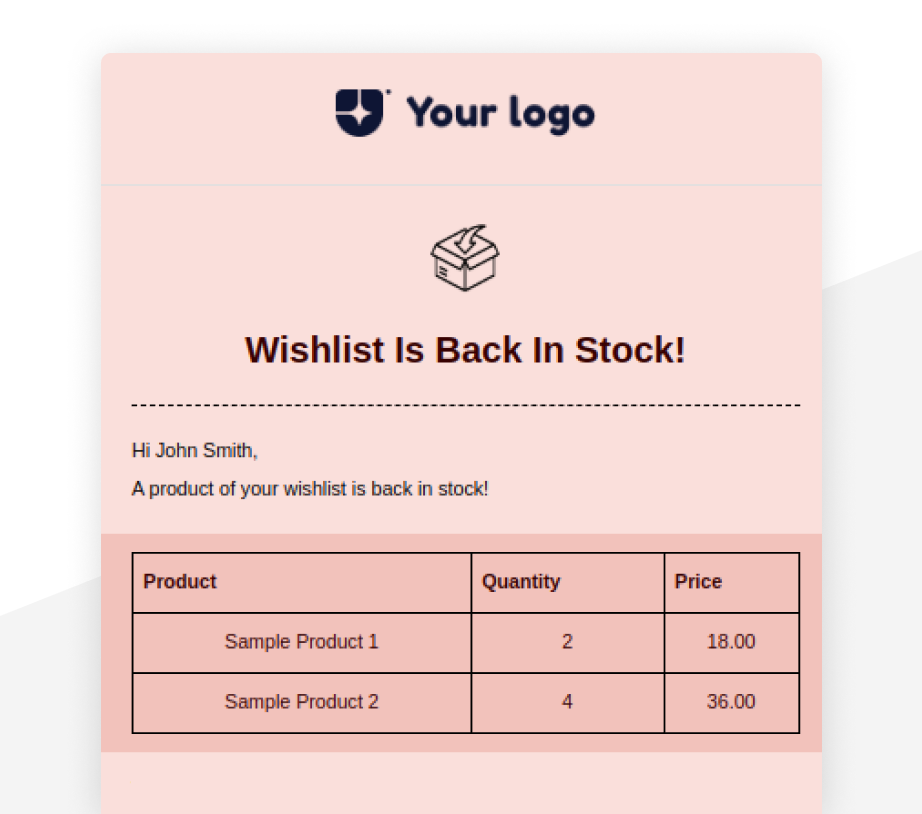 Your logo
Wishlist Is Back In Stock!
Hi John Smith,
A product of your wishlist is back in stock!
Product Quantity Price
Sample Product 1 2 18.00
Sample Product 2 4 36.00